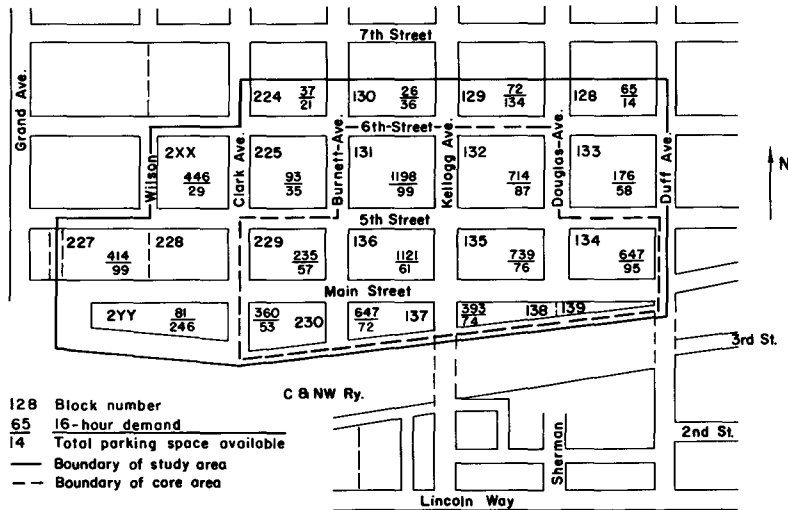 7th Street
Grand Ave.
224 37/21
130 26/36
129 72/134
128 65/14
6th-Street
Wilson
2XX 446/29
Clark Ave.
225 93/35
Burnett-Ave.
131 1198/99
Kellogg Ave.
132 714/87
Douglas-Ave.
133 176/58
Duff Ave.
N
5th Street
227 414/99 228
229 235/57
136 1121/61
135 739/76
134 647/95
Main Street
2YY 81/246
360/53 230
647/72 137
393/74 138 139
3rd St.
C & NW Ry.
128 Block number
65 16-hour demand
14 Total parking space available
Boundary of study area
Boundary of core area
Sherman
2nd St.
Lincoln Way